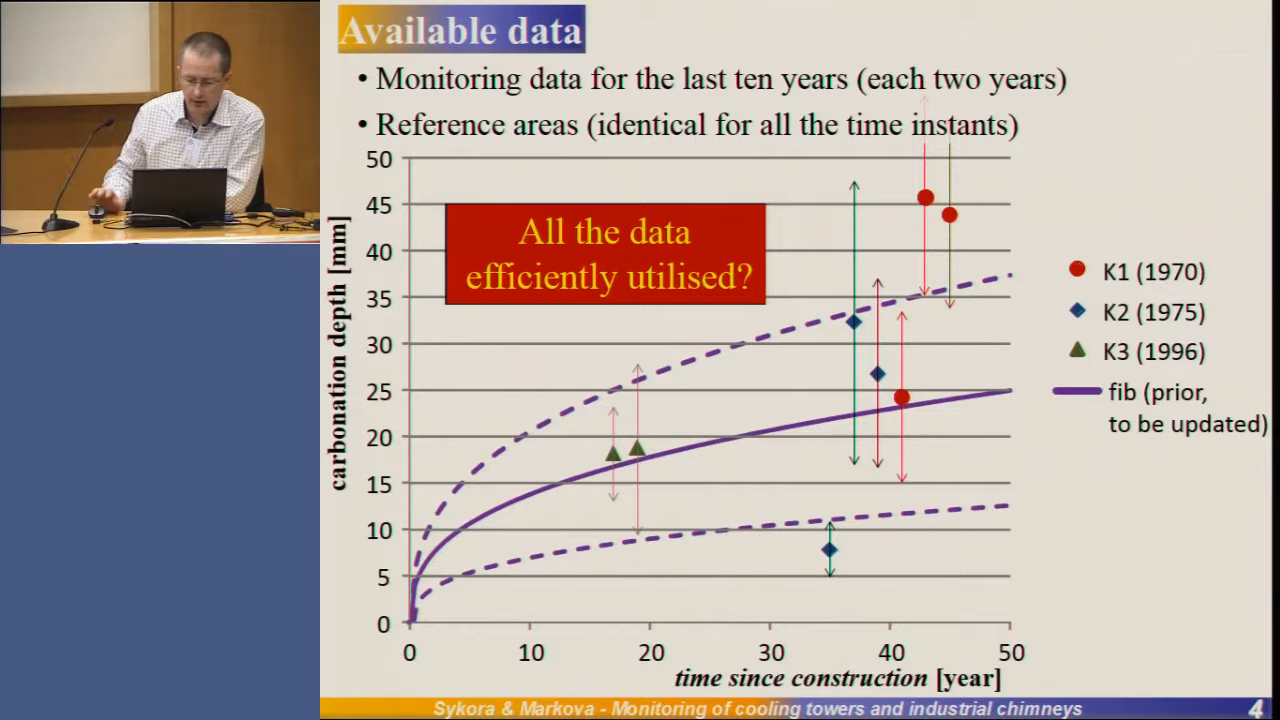 Available data
• Monitoring data for the last ten years (each two years)
• Reference areas (identical for all the time instants)
50
45
40
35
30
25
20
15
10
5
0
carbonation depth [mm]
All the data
efficiently utilised?
K1 (1970)
K2 (1975)
K3 (1996)
fib (prior,
to be updated)
0 10 20 30 40 50
time since construction [year]
Sykora & Markova - Monitoring of cooling towers and industrial chimneys 4